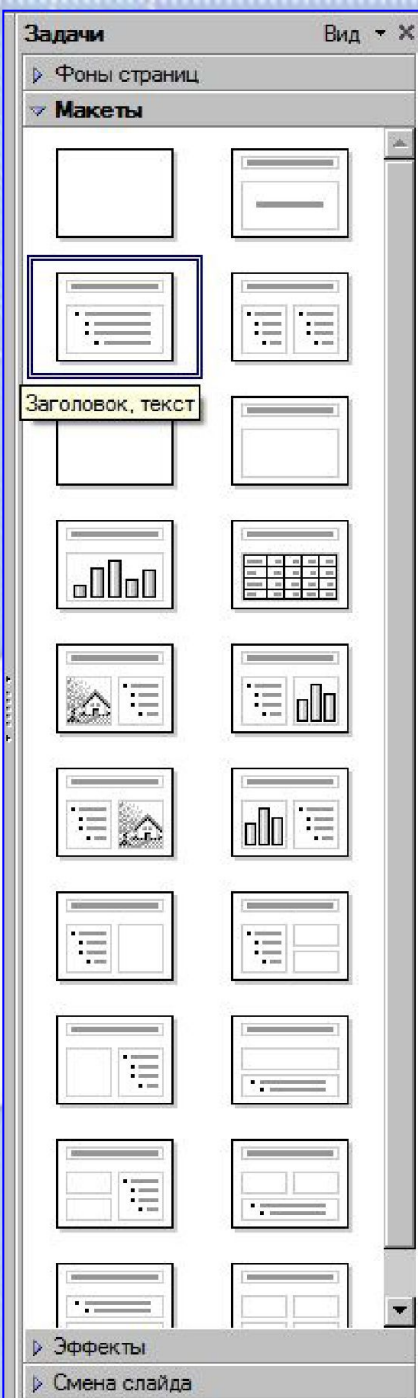 Задачи Вид
Фоны страниц
Макеты
Заголовок, текст
Эффекты
Смена слайда